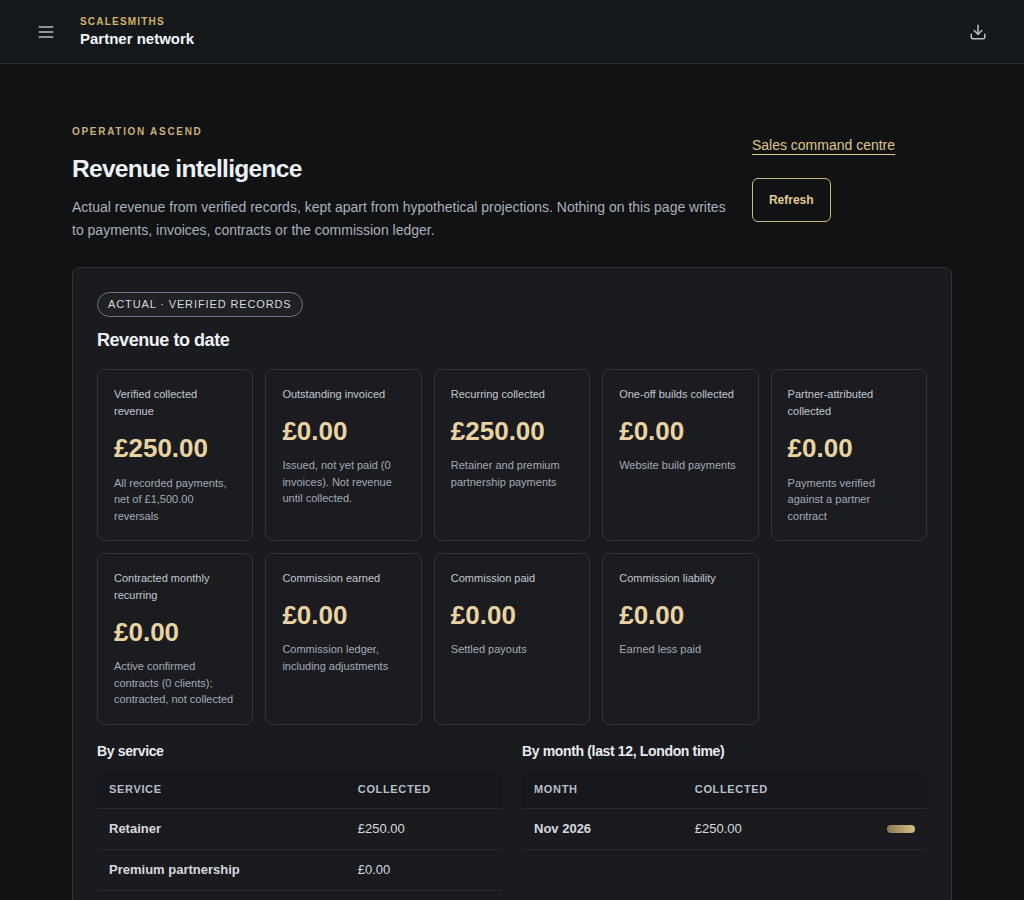 SCALESMITHS
Partner network
OPERATION ASCEND
Revenue intelligence
Actual revenue from verified records, kept apart from hypothetical projections. Nothing on this page writes
to payments, invoices, contracts or the commission ledger.
Sales command centre
Refresh
ACTUAL · VERIFIED RECORDS
Revenue to date
Verified collected
revenue
£250.00
All recorded payments,
net of £1,500.00
reversals
Outstanding invoiced
£0.00
Issued, not yet paid (0
invoices). Not revenue
until collected.
Recurring collected
£250.00
Retainer and premium
partnership payments
One-off builds collected
£0.00
Website build payments
Partner-attributed
collected
£0.00
Payments verified
against a partner
contract
Contracted monthly
recurring
£0.00
Active confirmed
contracts (0 clients);
contracted, not collected
Commission earned
£0.00
Commission ledger,
including adjustments
Commission paid
£0.00
Settled payouts
Commission liability
£0.00
Earned less paid
By service
SERVICE COLLECTED
Retainer £250.00
Premium partnership £0.00
By month (last 12, London time)
MONTH COLLECTED
Nov 2026 £250.00